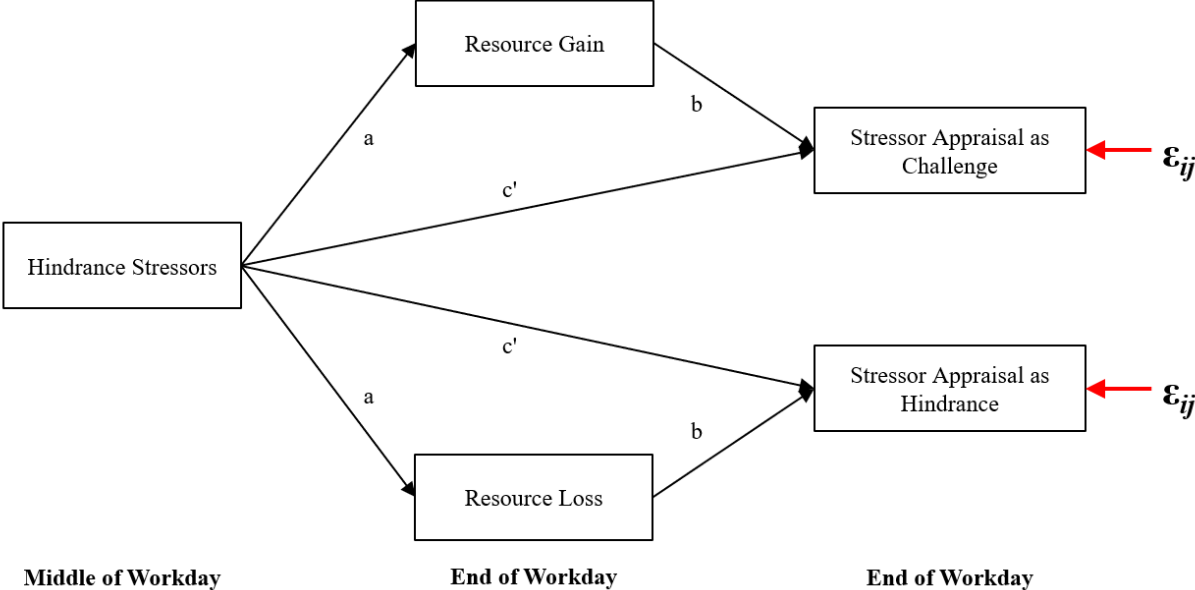 Resource Gain
a
b
Stressor Appraisal as
Challenge
εij
c'
Hindrance Stressors
c'
Stressor Appraisal as
Hindrance
εij
a
b
Resource Loss
Middle of Workday
End of Workday
End of Workday